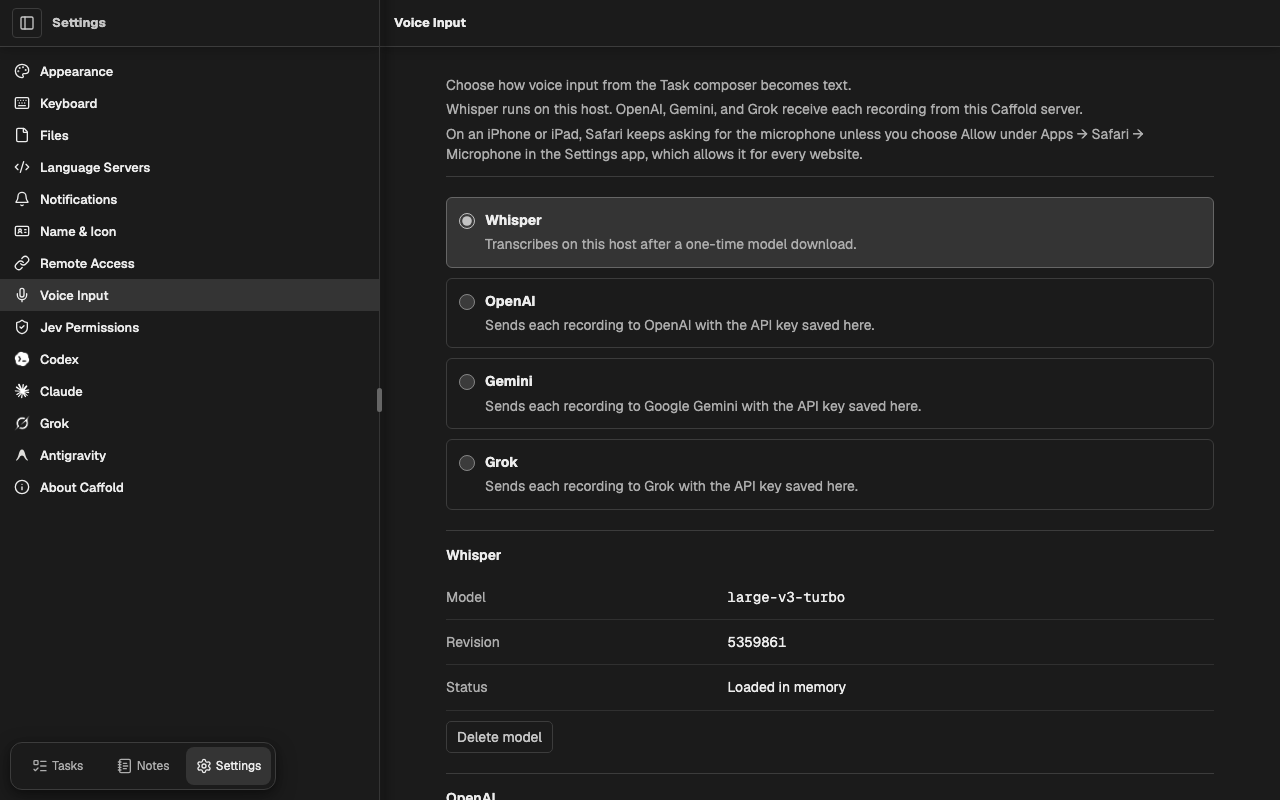 Settings
Voice Input
Appearance
Keyboard
Files
Language Servers
Notifications
Name & Icon
Remote Access
Voice Input
Jev Permissions
Codex
Claude
Grok
Antigravity
About Caffold
Tasks
Notes
Settings
Choose how voice input from the Task composer becomes text.
Whisper runs on this host. OpenAI, Gemini, and Grok receive each recording from this Caffold server.
On an iPhone or iPad, Safari keeps asking for the microphone unless you choose Allow under Apps → Safari →
Microphone in the Settings app, which allows it for every website.
Whisper
Transcribes on this host after a one-time model download.
OpenAI
Sends each recording to OpenAI with the API key saved here.
Gemini
Sends each recording to Google Gemini with the API key saved here.
Grok
Sends each recording to Grok with the API key saved here.
Whisper
Model large-v3-turbo
Revision 5359861
Status Loaded in memory
Delete model
OpenAI